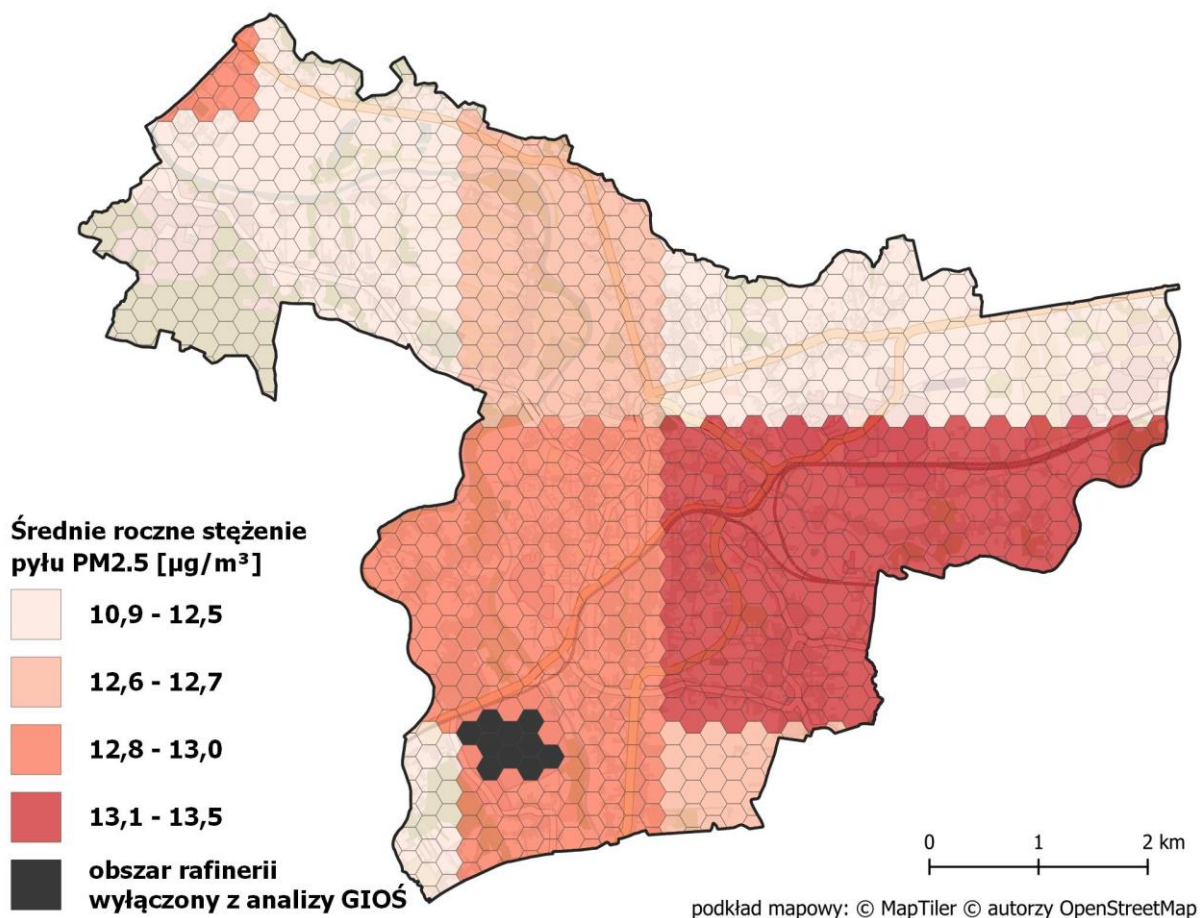 Średnie roczne stężenie
pyłu PM2.5 [µg/m³]
10,9 - 12,5
12,6 - 12,7
12,8 - 13,0
13,1 - 13,5
obszar rafinerii
wyłączony z analizy GIOŚ
0 1 2 km
podkład mapowy: © MapTiler © autorzy OpenStreetMap